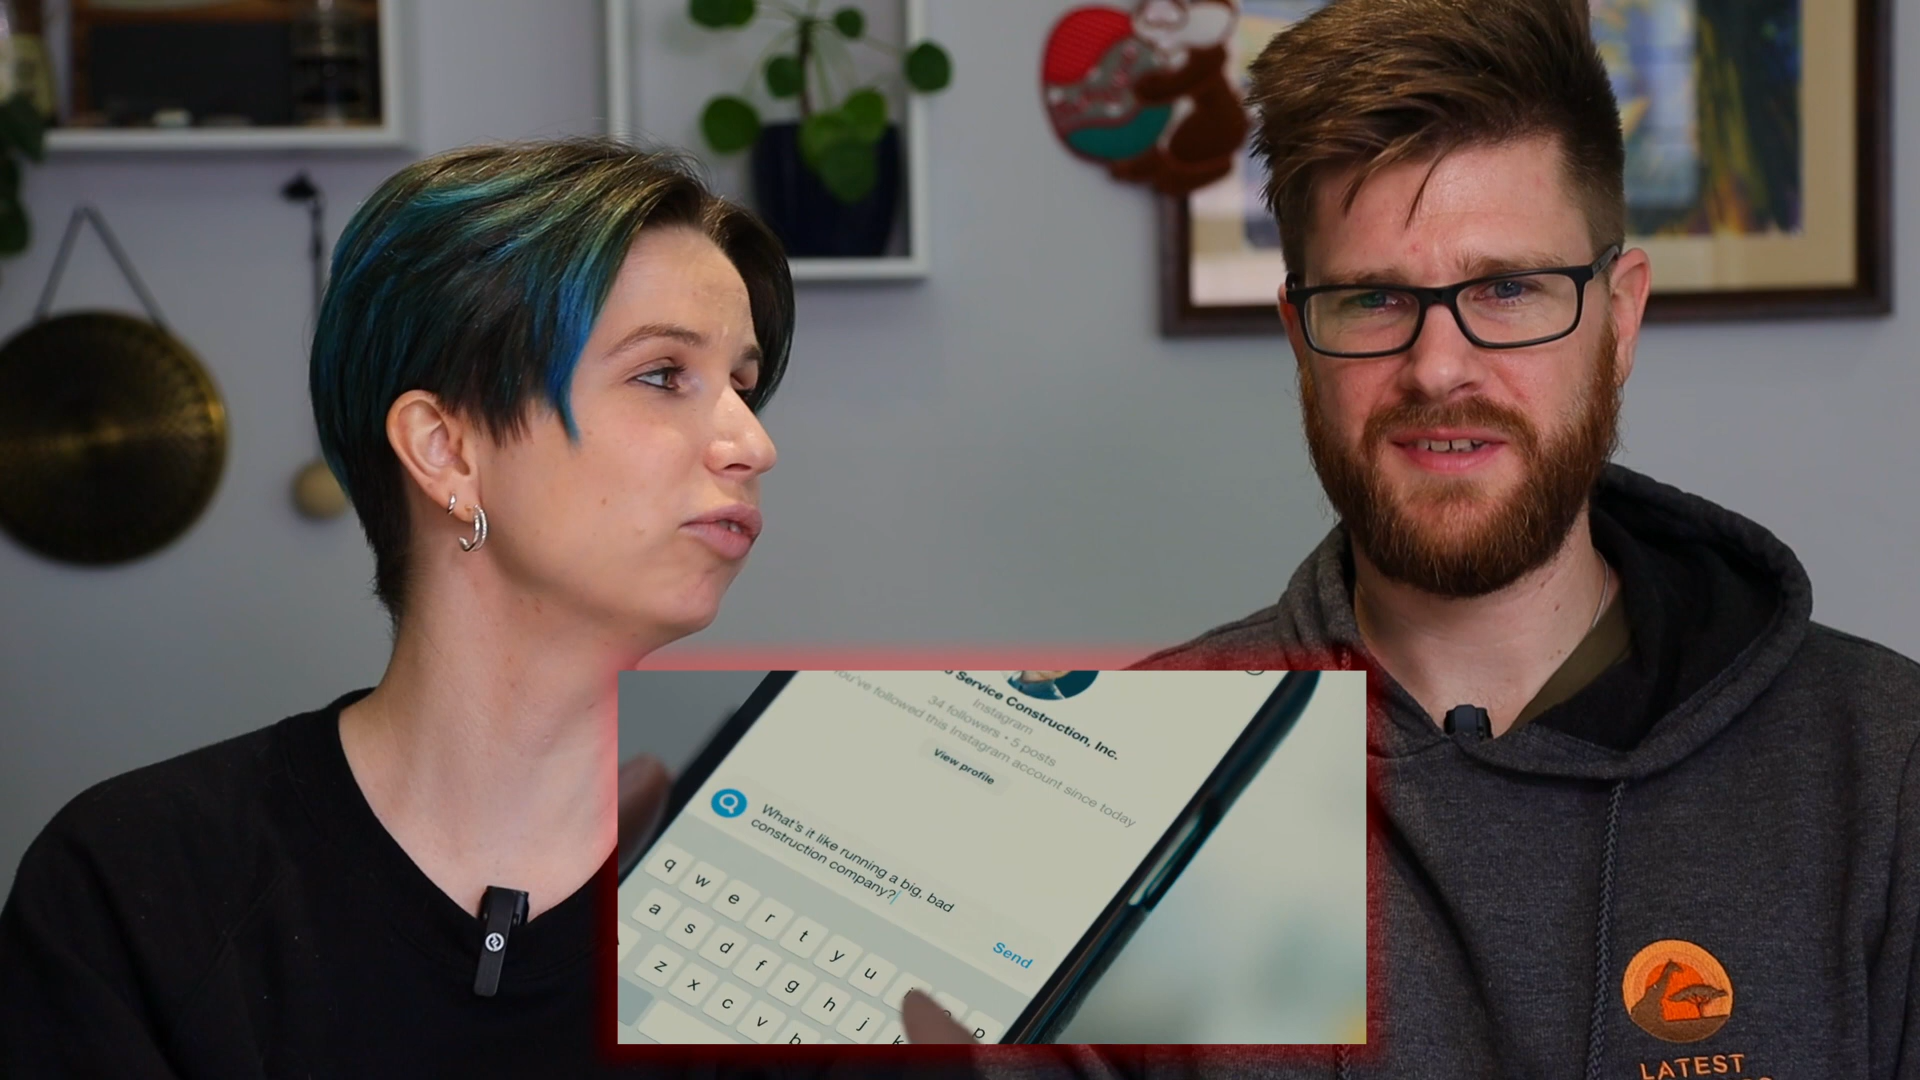 Service Construction, Inc.
Instagram
34 followers • 5 posts
You've followed this Instagram account since today
View profile
What's it like running a big, bad
construction company?
Send
q w e r t y u p
a s d f g h j k
z x c v b
LATEST